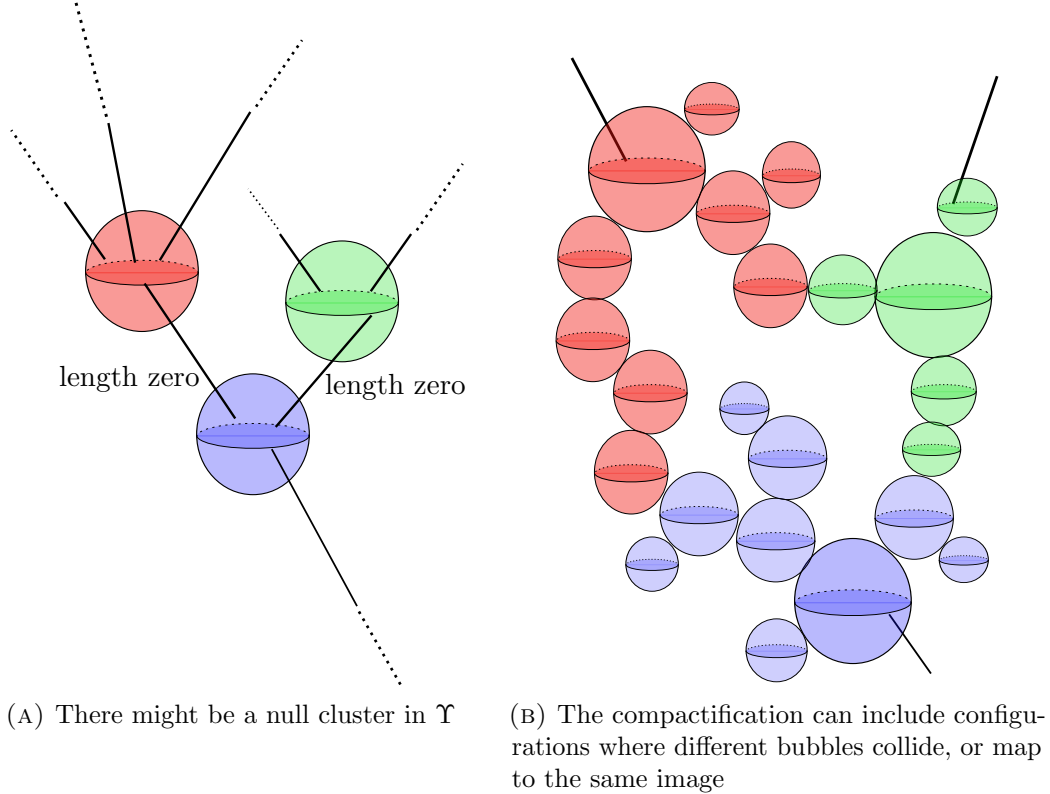 length zero
length zero
(A) There might be a null cluster in ϒ
(B) The compactification can include configu-
rations where different bubbles collide, or map
to the same image